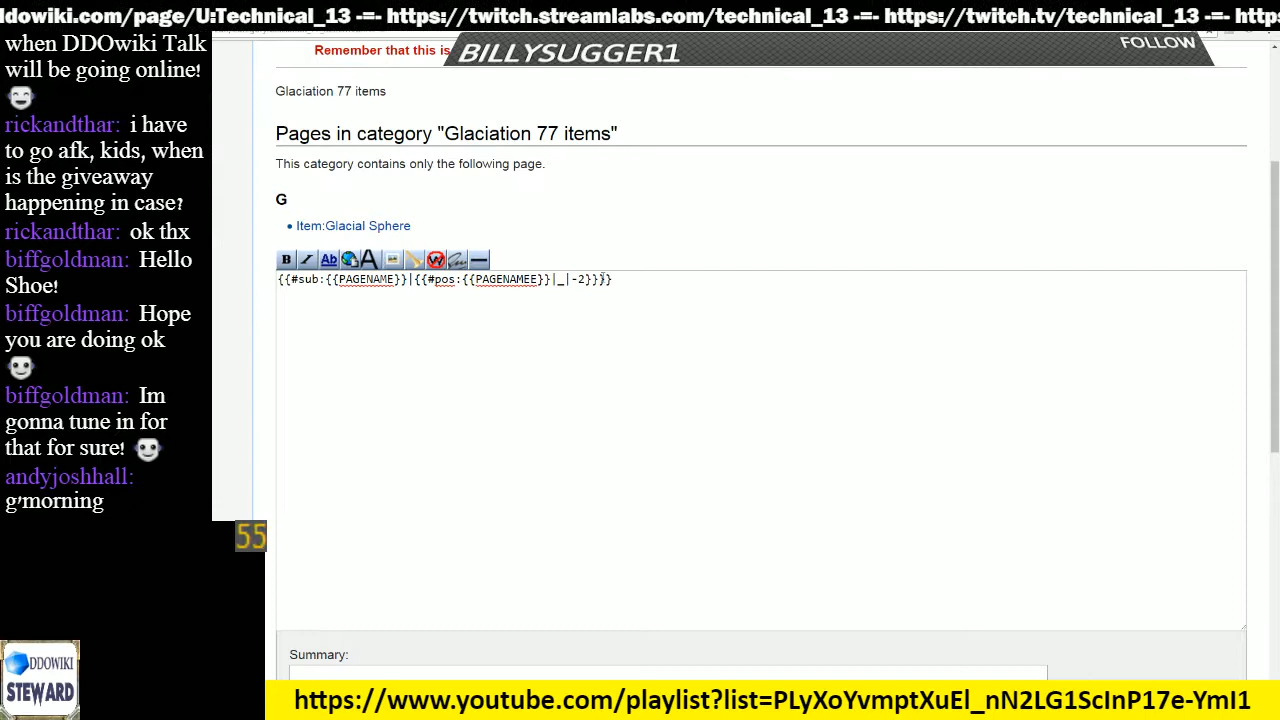 ldowiki.com/page/U:Technical_13 -=- https://twitch.streamlabs.com/technical_13 -=- https://twitch.tv/technical_13 -=- https
when DDOwiki Talk
will be going online!
rickandthar: i have
to go afk, kids, when
is the giveaway
happening in case?
rickandthar: ok thx
biffgoldman: Hello
Shoe!
biffgoldman: Hope
you are doing ok
biffgoldman: Im
gonna tune in for
that for sure!
andyjoshhall:
g'morning
55
DDOWIKI
STEWARD
Remember that this is
BILLYSUGGER1
FOLLOW
Glaciation 77 items
Pages in category "Glaciation 77 items"
This category contains only the following page.
G
Item:Glacial Sphere
B I Ab A W
{{#sub:{{PAGENAME}}|{{#pos:{{PAGENAMEE}}|_|-2}}}}
Summary:
https://www.youtube.com/playlist?list=PLyXoYvmptXuEl_nN2LG1ScInP17e-YmI1